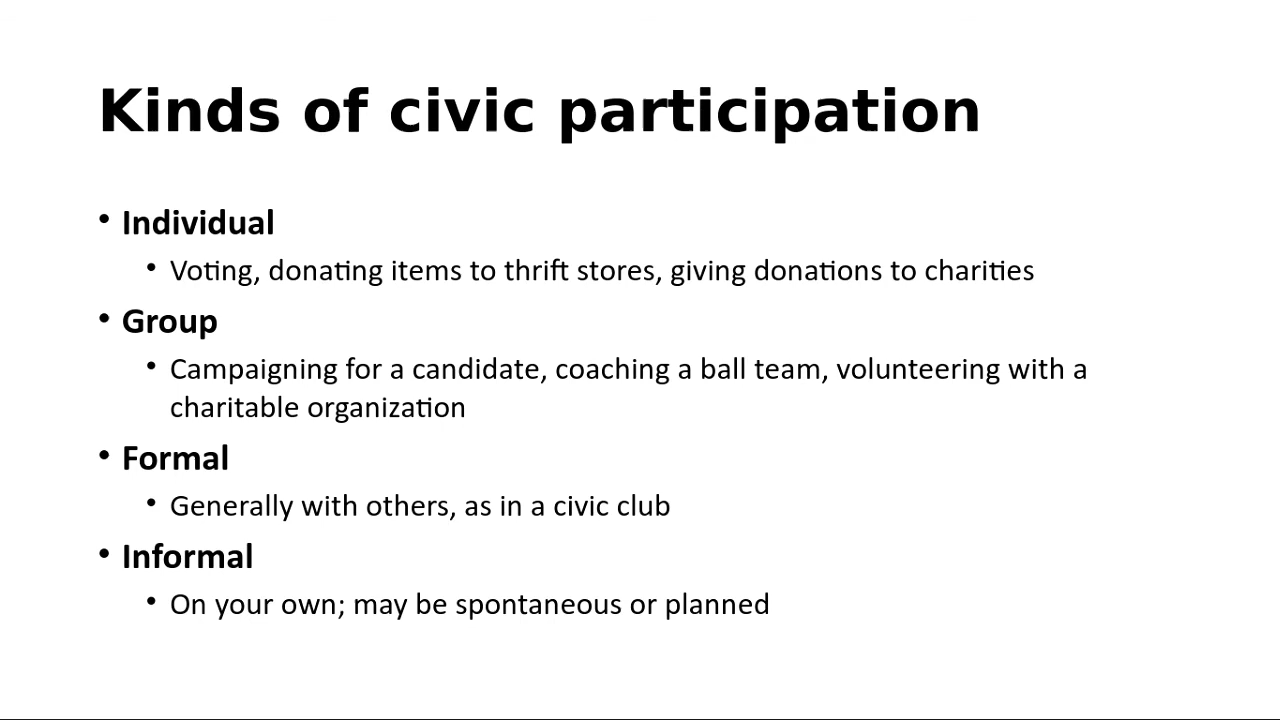 Kinds of civic participation
• Individual
• Voting, donating items to thrift stores, giving donations to charities
• Group
• Campaigning for a candidate, coaching a ball team, volunteering with a
charitable organization
• Formal
• Generally with others, as in a civic club
• Informal
• On your own; may be spontaneous or planned